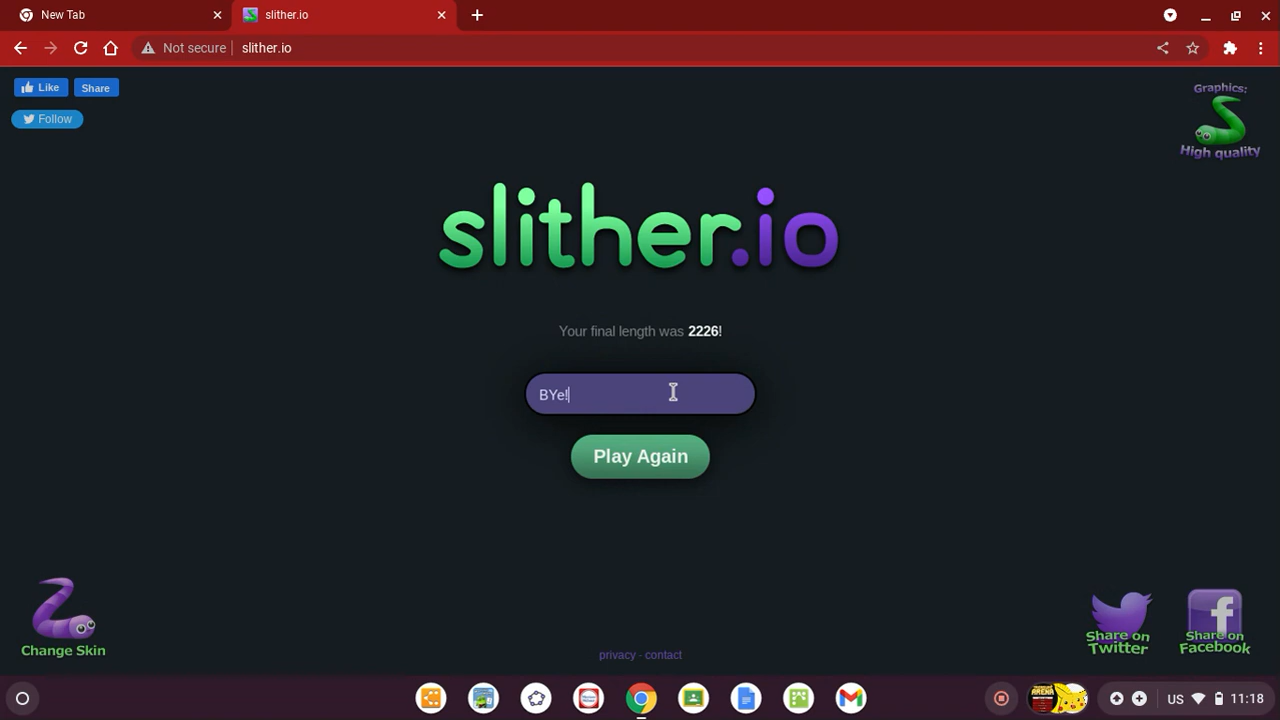 New Tab
slither.io
Not secure
slither.io
Like
Share
Follow
Graphics:
High quality
slither.io
Your final length was 2226!
BYe!
Play Again
Change Skin
Share on
Twitter
Share on
Facebook
privacy · contact
US
11:18